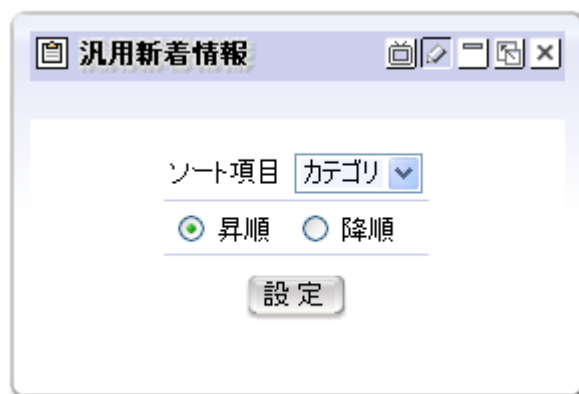 汎用新着情報
ソート項目 カテゴリ
昇順 降順
設定